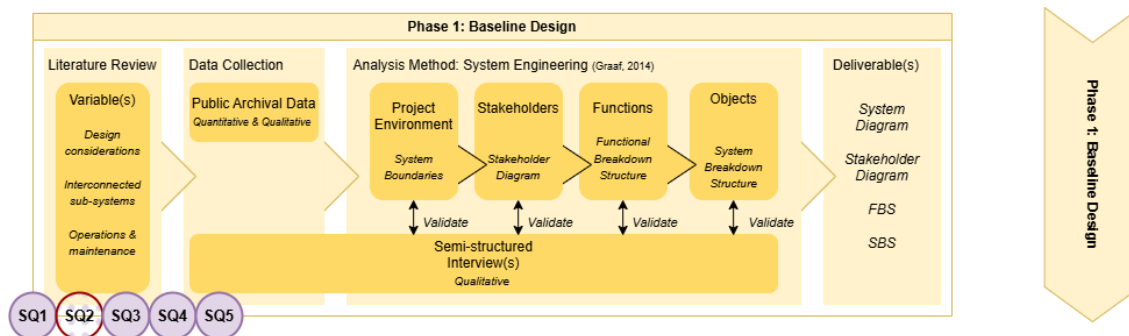 Phase 1: Baseline Design
Literature Review
Variable(s)
Design
considerations
Interconnected
sub-systems
Operations &
maintenance
Data Collection
Public Archival Data
Quantitative & Qualitative
Analysis Method: System Engineering (Graaf, 2014)
Project
Environment
System
Boundaries
Stakeholders
Stakeholder
Diagram
Functions
Functional
Breakdown
Structure
Objects
System
Breakdown
Structure
Validate
Validate
Validate
Validate
Semi-structured
Interview(s)
Qualitative
Deliverable(s)
System
Diagram
Stakeholder
Diagram
FBS
SBS
SQ1
SQ2
SQ3
SQ4
SQ5
Phase 1: Baseline Design